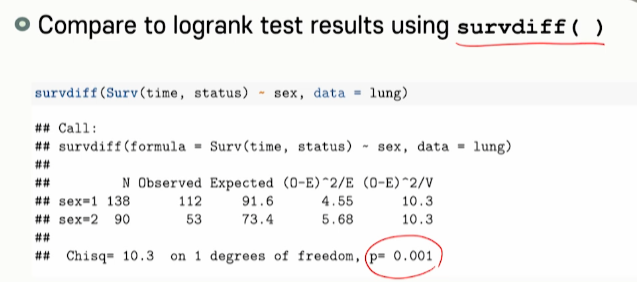 Compare to logrank test results using survdiff( )
survdiff(Surv(time, status) ~ sex, data = lung)
## Call:
## survdiff(formula = Surv(time, status) ~ sex, data = lung)
##
##          N Observed Expected (O-E)^2/E (O-E)^2/V
## sex=1 138      112     91.6      4.55      10.3
## sex=2  90       53     73.4      5.68      10.3
##
##  Chisq= 10.3  on 1 degrees of freedom, p= 0.001